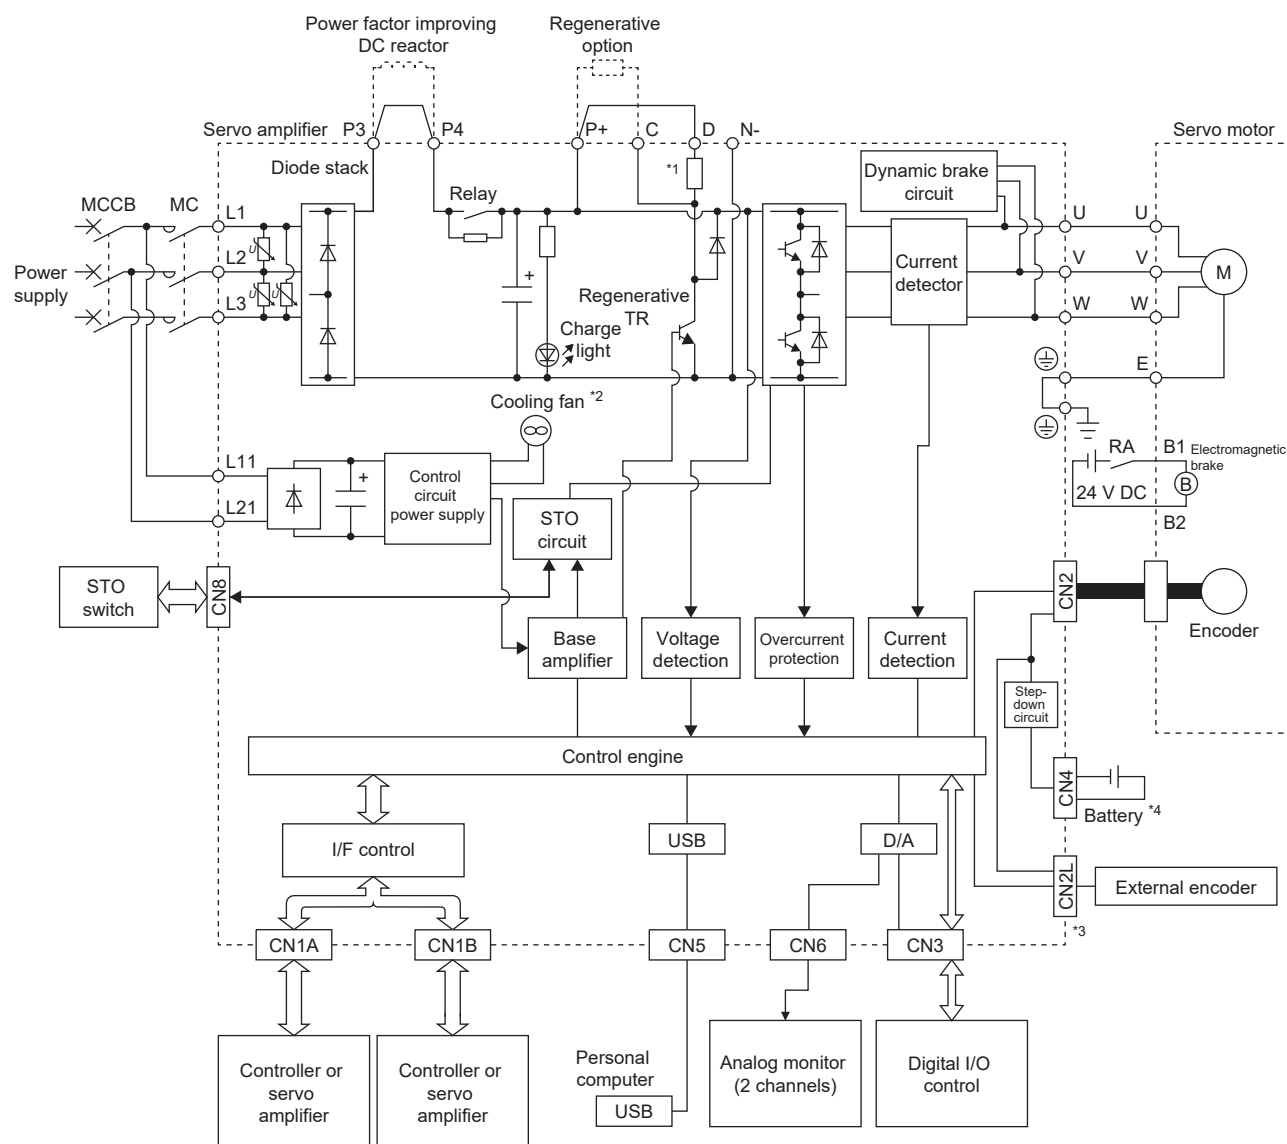 Power factor improving
DC reactor
Regenerative
option
Servo amplifier
P3
P4
P+
C
D
N-
Servo motor
Diode stack
*1
Dynamic brake
circuit
MCCB
MC
L1
Relay
U
U
U
Power
supply
L2
+
Current
detector
V
V
M
U
U
L3
Regenerative
TR
W
W
Charge
light
E
Cooling fan *2
L11
+
Control
circuit
power supply
RA
B1
Electromagnetic
brake
24 V DC
B
L21
STO
circuit
B2
STO
switch
CN8
CN2
Encoder
Base
amplifier
Voltage
detection
Overcurrent
protection
Current
detection
Step-
down
circuit
Control engine
CN4
Battery *4
I/F control
USB
D/A
CN2L
External encoder
*3
CN1A
CN1B
CN5
CN6
CN3
Controller or
servo
amplifier
Controller or
servo
amplifier
Personal
computer
USB
Analog monitor
(2 channels)
Digital I/O
control